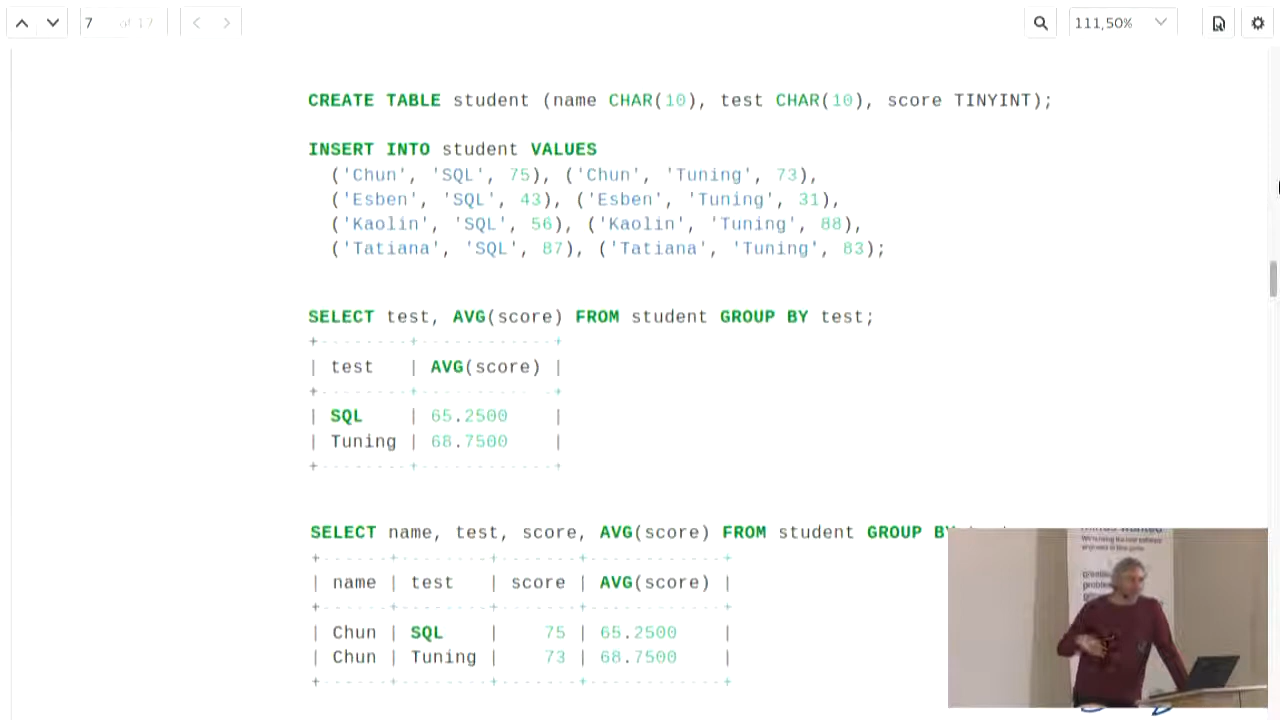 7 of 17
111,50%
CREATE TABLE student (name CHAR(10), test CHAR(10), score TINYINT);
INSERT INTO student VALUES
('Chun', 'SQL', 75), ('Chun', 'Tuning', 73),
('Esben', 'SQL', 43), ('Esben', 'Tuning', 31),
('Kaolin', 'SQL', 56), ('Kaolin', 'Tuning', 88),
('Tatiana', 'SQL', 87), ('Tatiana', 'Tuning', 83);
SELECT test, AVG(score) FROM student GROUP BY test;
+--------+------------+
| test | AVG(score) |
+--------+------------+
| SQL | 65.2500 |
| Tuning | 68.7500 |
+--------+------------+
SELECT name, test, score, AVG(score) FROM student GROUP BY
+------+--------+-------+------------+
| name | test | score | AVG(score) |
+------+--------+-------+------------+
| Chun | SQL | 75 | 65.2500 |
| Chun | Tuning | 73 | 68.7500 |
+------+--------+-------+------------+